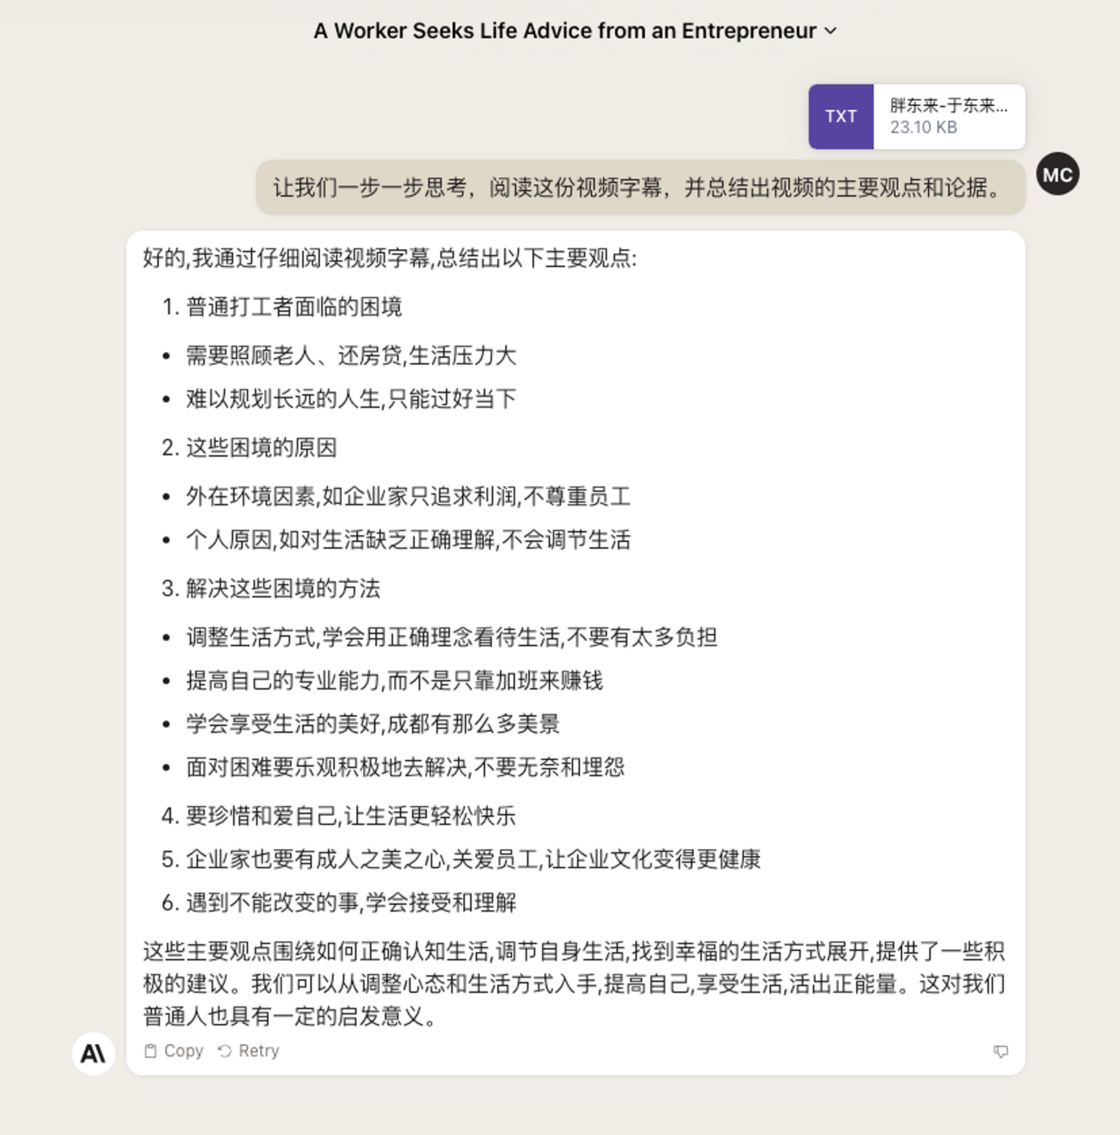 A Worker Seeks Life Advice from an Entrepreneur
TXT
胖东来-于东来...
23.10 KB
让我们一步一步思考，阅读这份视频字幕，并总结出视频的主要观点和论据。
MC
好的,我通过仔细阅读视频字幕,总结出以下主要观点:
1. 普通打工者面临的困境
• 需要照顾老人、还房贷,生活压力大
• 难以规划长远的人生,只能过好当下
2. 这些困境的原因
• 外在环境因素,如企业家只追求利润,不尊重员工
• 个人原因,如对生活缺乏正确理解,不会调节生活
3. 解决这些困境的方法
• 调整生活方式,学会用正确理念看待生活,不要有太多负担
• 提高自己的专业能力,而不是只靠加班来赚钱
• 学会享受生活的美好,成都有那么多美景
• 面对困难要乐观积极地去解决,不要无奈和埋怨
4. 要珍惜和爱自己,让生活更轻松快乐
5. 企业家也要有成人之美之心,关爱员工,让企业文化变得更健康
6. 遇到不能改变的事,学会接受和理解
这些主要观点围绕如何正确认知生活,调节自身生活,找到幸福的生活方式展开,提供了一些积
极的建议。我们可以从调整心态和生活方式入手,提高自己,享受生活,活出正能量。这对我们
普通人也具有一定的启发意义。
A\
Copy
Retry